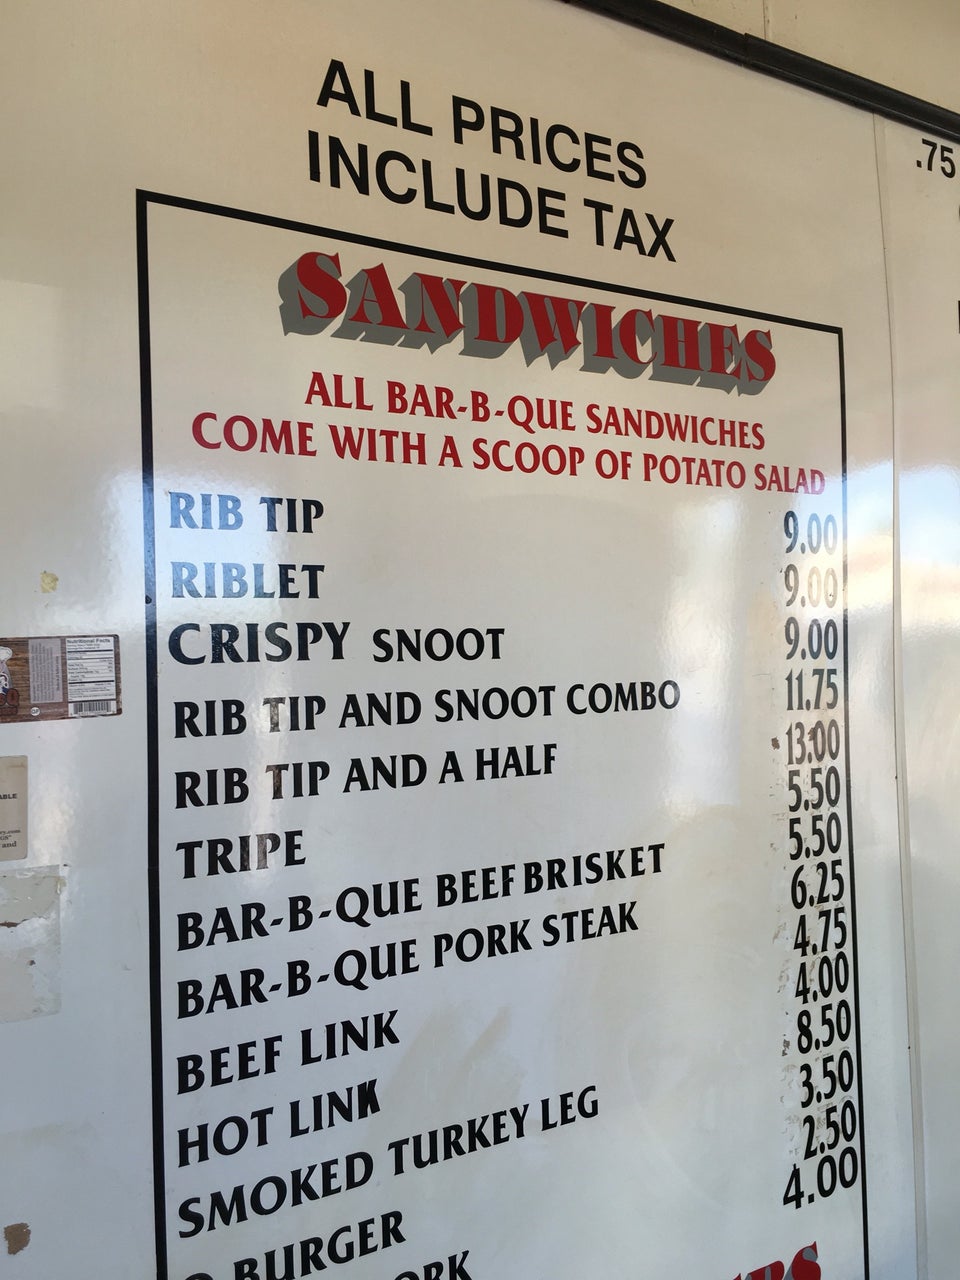 ALL PRICES
INCLUDE TAX
.75
SANDWICHES
ALL BAR-B-QUE SANDWICHES
COME WITH A SCOOP OF POTATO SALAD
RIB TIP 9.00
RIBLET 9.00
CRISPY SNOOT 9.00
RIB TIP AND SNOOT COMBO 11.75
RIB TIP AND A HALF 13.00
TRIPE 5.50
BAR-B-QUE BEEF BRISKET 5.50
BAR-B-QUE PORK STEAK 6.25
BEEF LINK 4.75
HOT LINK 4.00
SMOKED TURKEY LEG 8.50
BURGER 3.50
2.50
4.00
Nutritional Facts